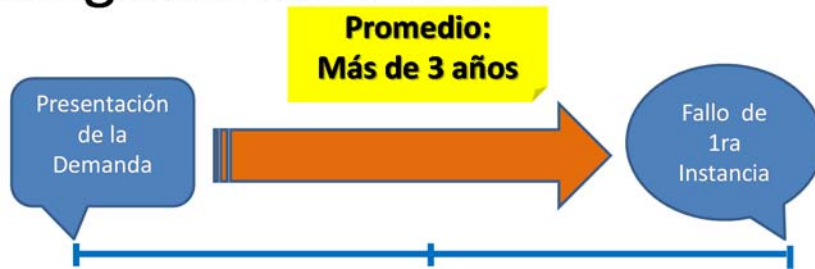 Promedio:
Más de 3 años
Presentación
de la
Demanda
Fallo de
1ra
Instancia